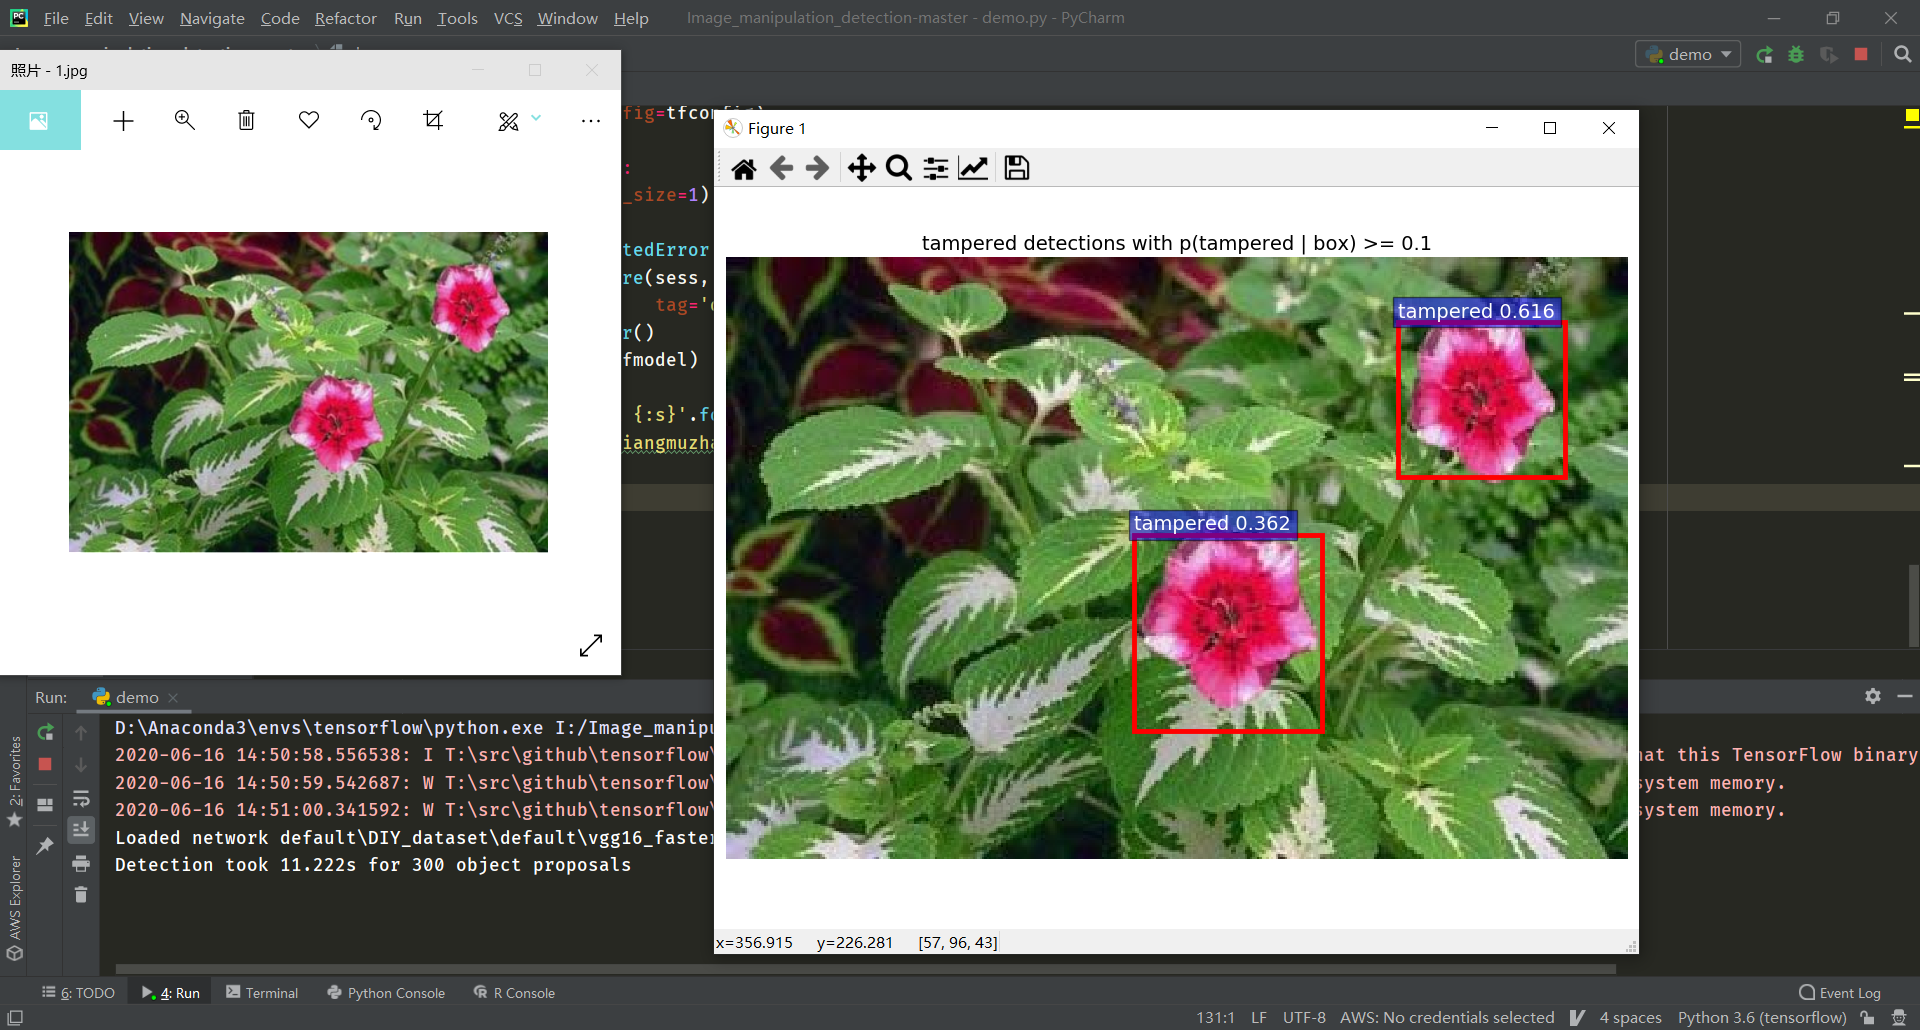 File Edit View Navigate Code Refactor Run Tools VCS Window Help Image_manipulation_detection-master - demo.py - PyCharm
demo
照片 - 1.jpg
fig=tfco
:
_size=1)
tedError
re(sess,
tag='
r()
fmodel)
{:s}'.f
iangmuzha
Figure 1
tampered detections with p(tampered | box) >= 0.1
tampered 0.616
tampered 0.362
x=356.915 y=226.281 [57, 96, 43]
Run: demo
D:\Anaconda3\envs\tensorflow\python.exe I:/Image_manip
2020-06-16 14:50:58.556538: I T:\src\github\tensorflow\
at this TensorFlow binary
2020-06-16 14:50:59.542687: W T:\src\github\tensorflow\
system memory.
2020-06-16 14:51:00.341592: W T:\src\github\tensorflow\
system memory.
Loaded network default\DIY_dataset\default\vgg16_faster
Detection took 11.222s for 300 object proposals
2: Favorites
AWS Explorer
6: TODO 4: Run Terminal Python Console R Console Event Log
131:1 LF UTF-8 AWS: No credentials selected 4 spaces Python 3.6 (tensorflow)